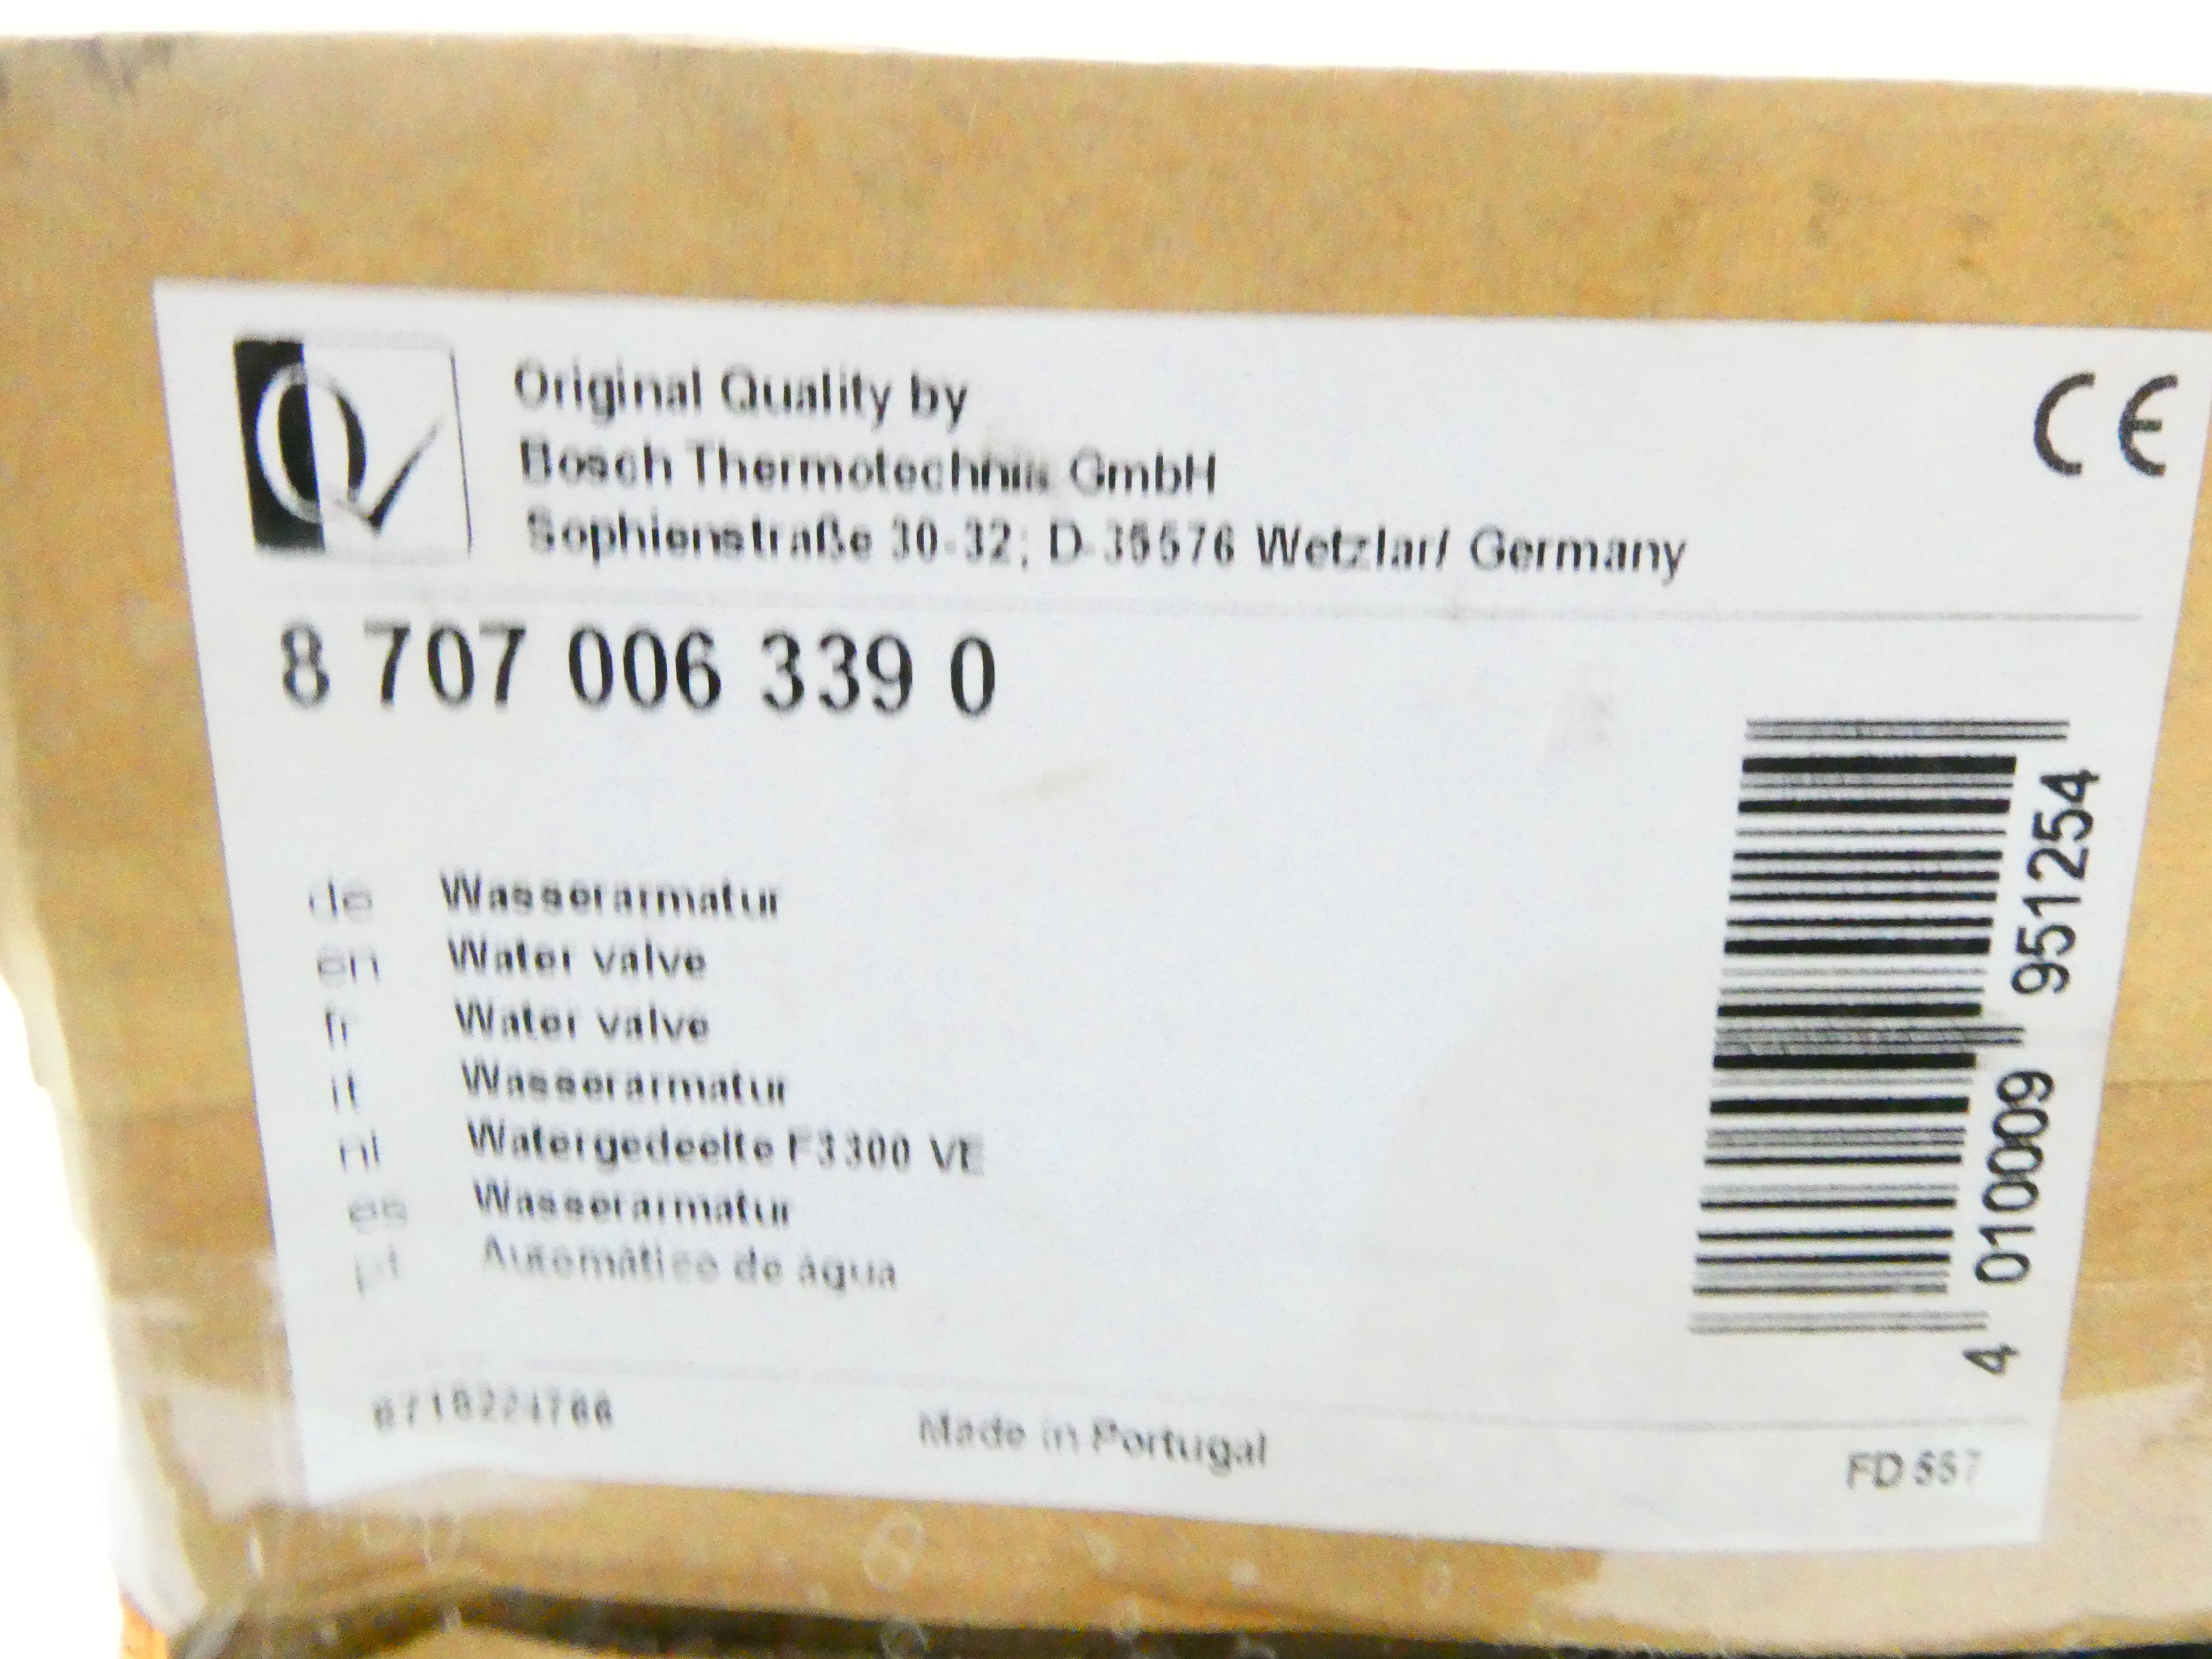 Original Quality by
Bosch Thermotechnik GmbH
Sophienstraße 30-32; D-35576 Wetzlar/ Germany
CE
8 707 006 339 0
de Wasserarmatur
en Water valve
fr Water valve
it Wasserarmatur
nl Watergedeelte F3300 VE
es Wasserarmatur
pt Automático de água
4 010009 951254
Made in Portugal
FD 557